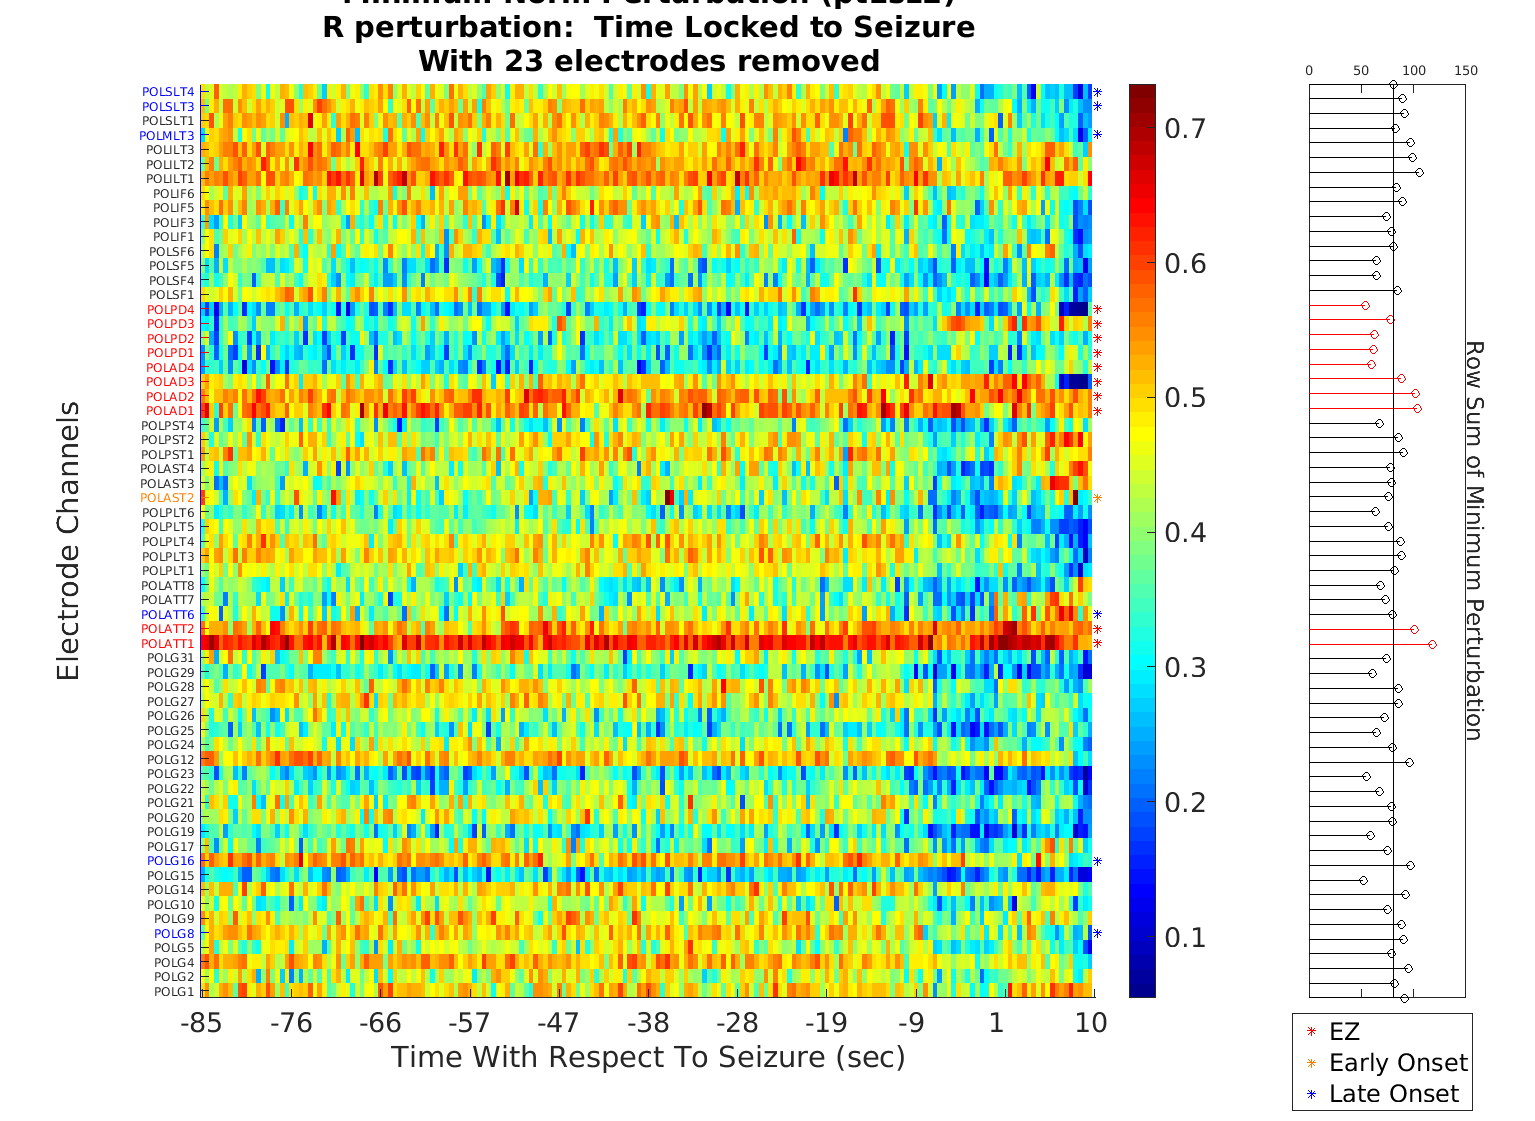 R perturbation: Time Locked to Seizure
With 23 electrodes removed
Electrode Channels
POLSLT4
POLSLT3
POLSLT1
POLMLT3
POLILT3
POLILT2
POLILT1
POLIF6
POLIF5
POLIF3
POLIF1
POLSF6
POLSF5
POLSF4
POLSF1
POLPD4
POLPD3
POLPD2
POLPD1
POLAD4
POLAD3
POLAD2
POLAD1
POLPST4
POLPST2
POLPST1
POLAST4
POLAST3
POLAST2
POLPLT6
POLPLT5
POLPLT4
POLPLT3
POLPLT1
POLATT8
POLATT7
POLATT6
POLATT2
POLATT1
POLG31
POLG29
POLG28
POLG27
POLG26
POLG25
POLG24
POLG12
POLG23
POLG22
POLG21
POLG20
POLG19
POLG17
POLG16
POLG15
POLG14
POLG10
POLG9
POLG8
POLG5
POLG4
POLG2
POLG1
-85 -76 -66 -57 -47 -38 -28 -19 -9 1 10
Time With Respect To Seizure (sec)
0.7
0.6
0.5
0.4
0.3
0.2
0.1
0 50 100 150
Row Sum of Minimum Perturbation
EZ
Early Onset
Late Onset